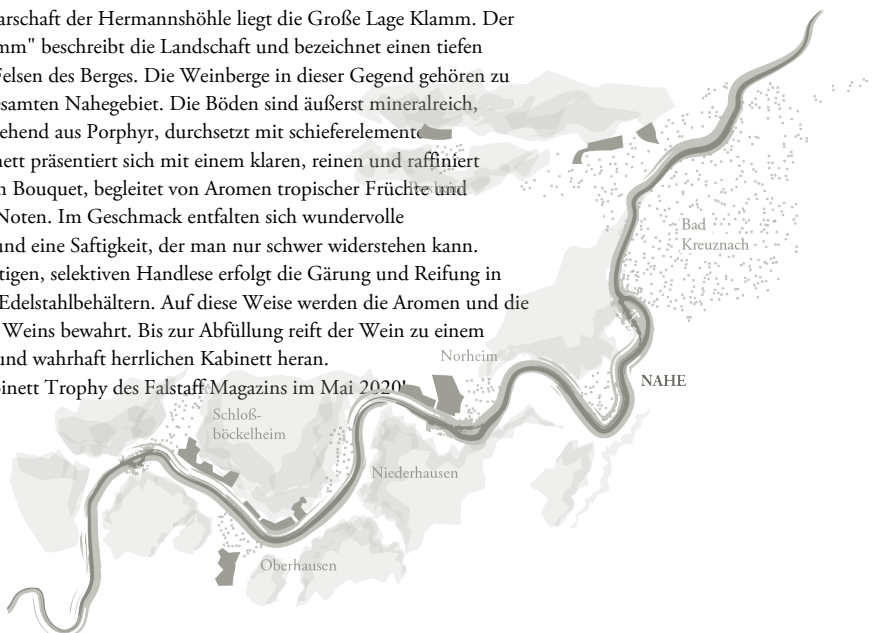 arschaft der Hermannshöhle liegt die Große Lage Klamm. Der
mm" beschreibt die Landschaft und bezeichnet einen tiefen
Felsen des Berges. Die Weinberge in dieser Gegend gehören zu
esamten Nahegebiet. Die Böden sind äußerst mineralreich,
ehend aus Porphyr, durchsetzt mit schieferelemente
nett präsentiert sich mit einem klaren, reinen und raffiniert
n Bouquet, begleitet von Aromen tropischer Früchte und
Noten. Im Geschmack entfalten sich wundervolle
und eine Saftigkeit, der man nur schwer widerstehen kann.
tigen, selektiven Handlese erfolgt die Gärung und Reifung in
Edelstahlbehältern. Auf diese Weise werden die Aromen und die
Weins bewahrt. Bis zur Abfüllung reift der Wein zu einem
und wahrhaft herrlichen Kabinett heran.
binett Trophy des Falstaff Magazins im Mai 2020!
Bad
Kreuznach
Norheim
NAHE
Schloß-
böckelheim
Niederhausen
Oberhausen